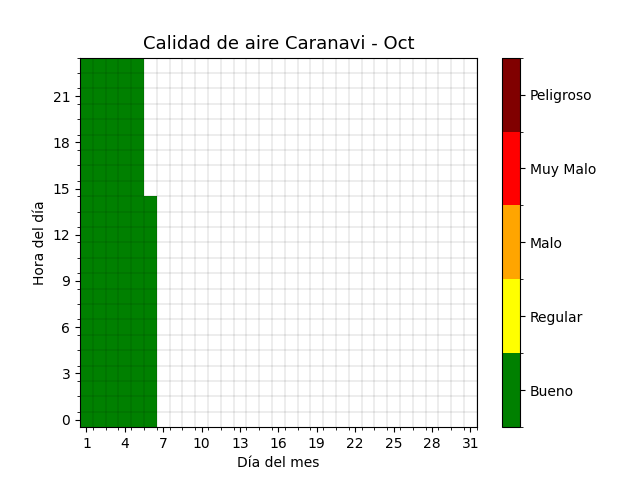 Calidad de aire Caranavi - Oct
Hora del día
21
18
15
12
9
6
3
0
1 4 7 10 13 16 19 22 25 28 31
Día del mes
Peligroso
Muy Malo
Malo
Regular
Bueno